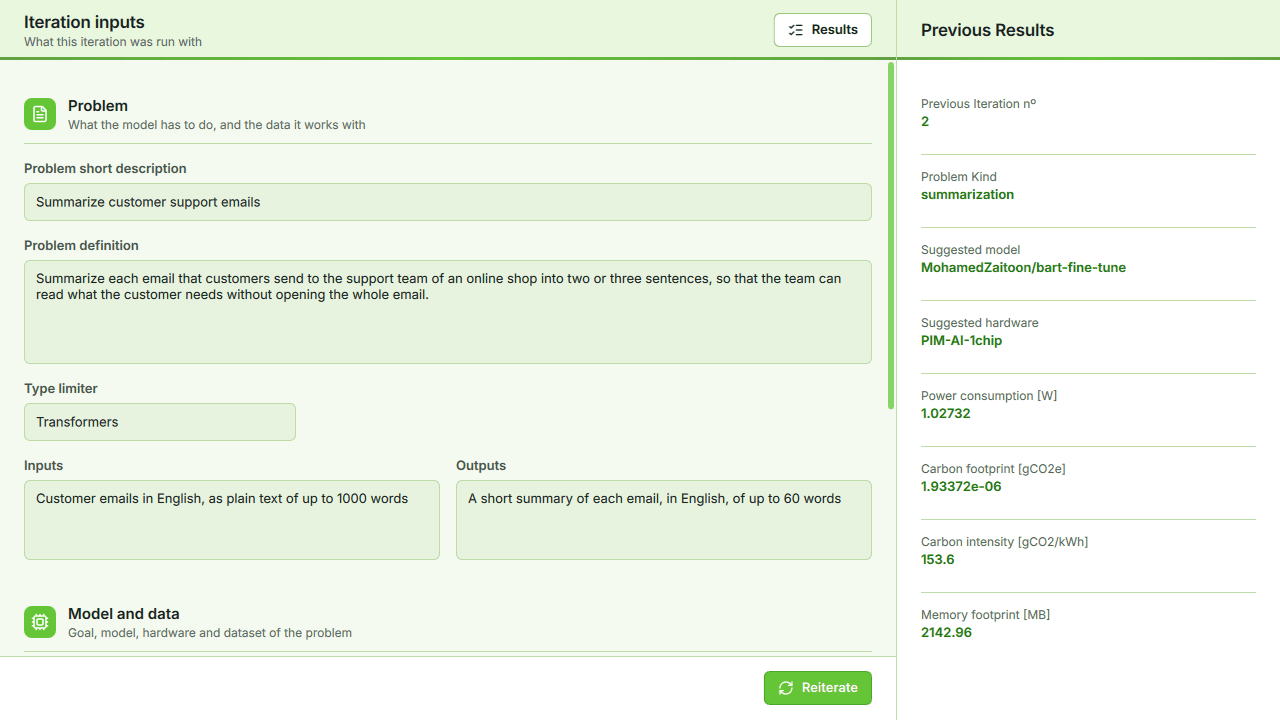 Iteration inputs
What this iteration was run with
Results
Problem
What the model has to do, and the data it works with
Problem short description
Summarize customer support emails
Problem definition
Summarize each email that customers send to the support team of an online shop into two or three sentences, so that the team can
read what the customer needs without opening the whole email.
Type limiter
Transformers
Inputs
Customer emails in English, as plain text of up to 1000 words
Outputs
A short summary of each email, in English, of up to 60 words
Model and data
Goal, model, hardware and dataset of the problem
Reiterate
Previous Results
Previous Iteration nº
2
Problem Kind
summarization
Suggested model
MohamedZaitoon/bart-fine-tune
Suggested hardware
PIM-AI-1chip
Power consumption [W]
1.02732
Carbon footprint [gCO2e]
1.93372e-06
Carbon intensity [gCO2/kWh]
153.6
Memory footprint [MB]
2142.96